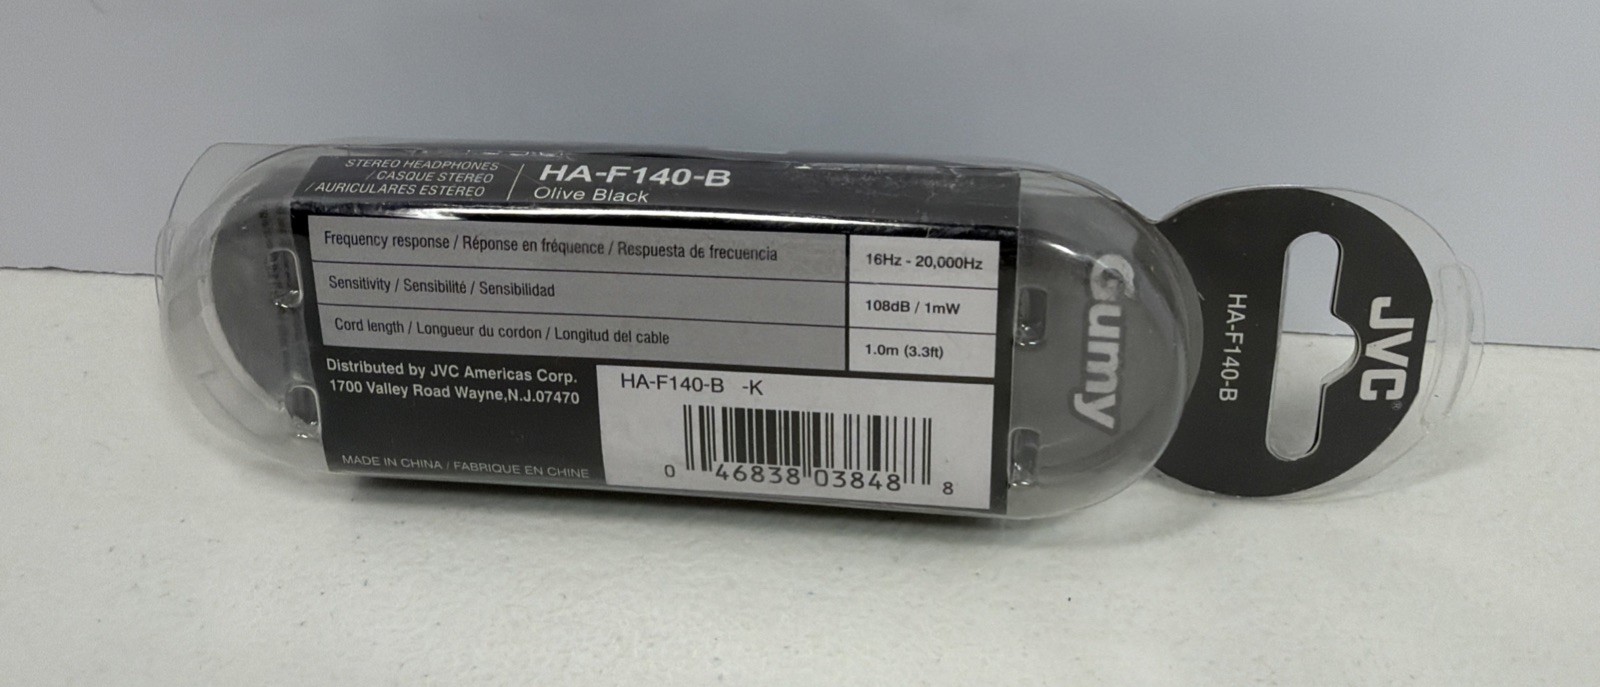 STEREO HEADPHONES
/ CASQUE STEREO
/ AURICULARES ESTEREO
HA-F140-B
Olive Black
Frequency response / Réponse en fréquence / Respuesta de frecuencia
16Hz - 20,000Hz
Sensitivity / Sensibilité / Sensibilidad
108dB / 1mW
Cord length / Longueur du cordon / Longitud del cable
1.0m (3.3ft)
Distributed by JVC Americas Corp.
1700 Valley Road Wayne,N.J.07470
MADE IN CHINA / FABRIQUE EN CHINE
HA-F140-B -K
0 46838 03848 8
Gumy
HA-F140-B
JVC®